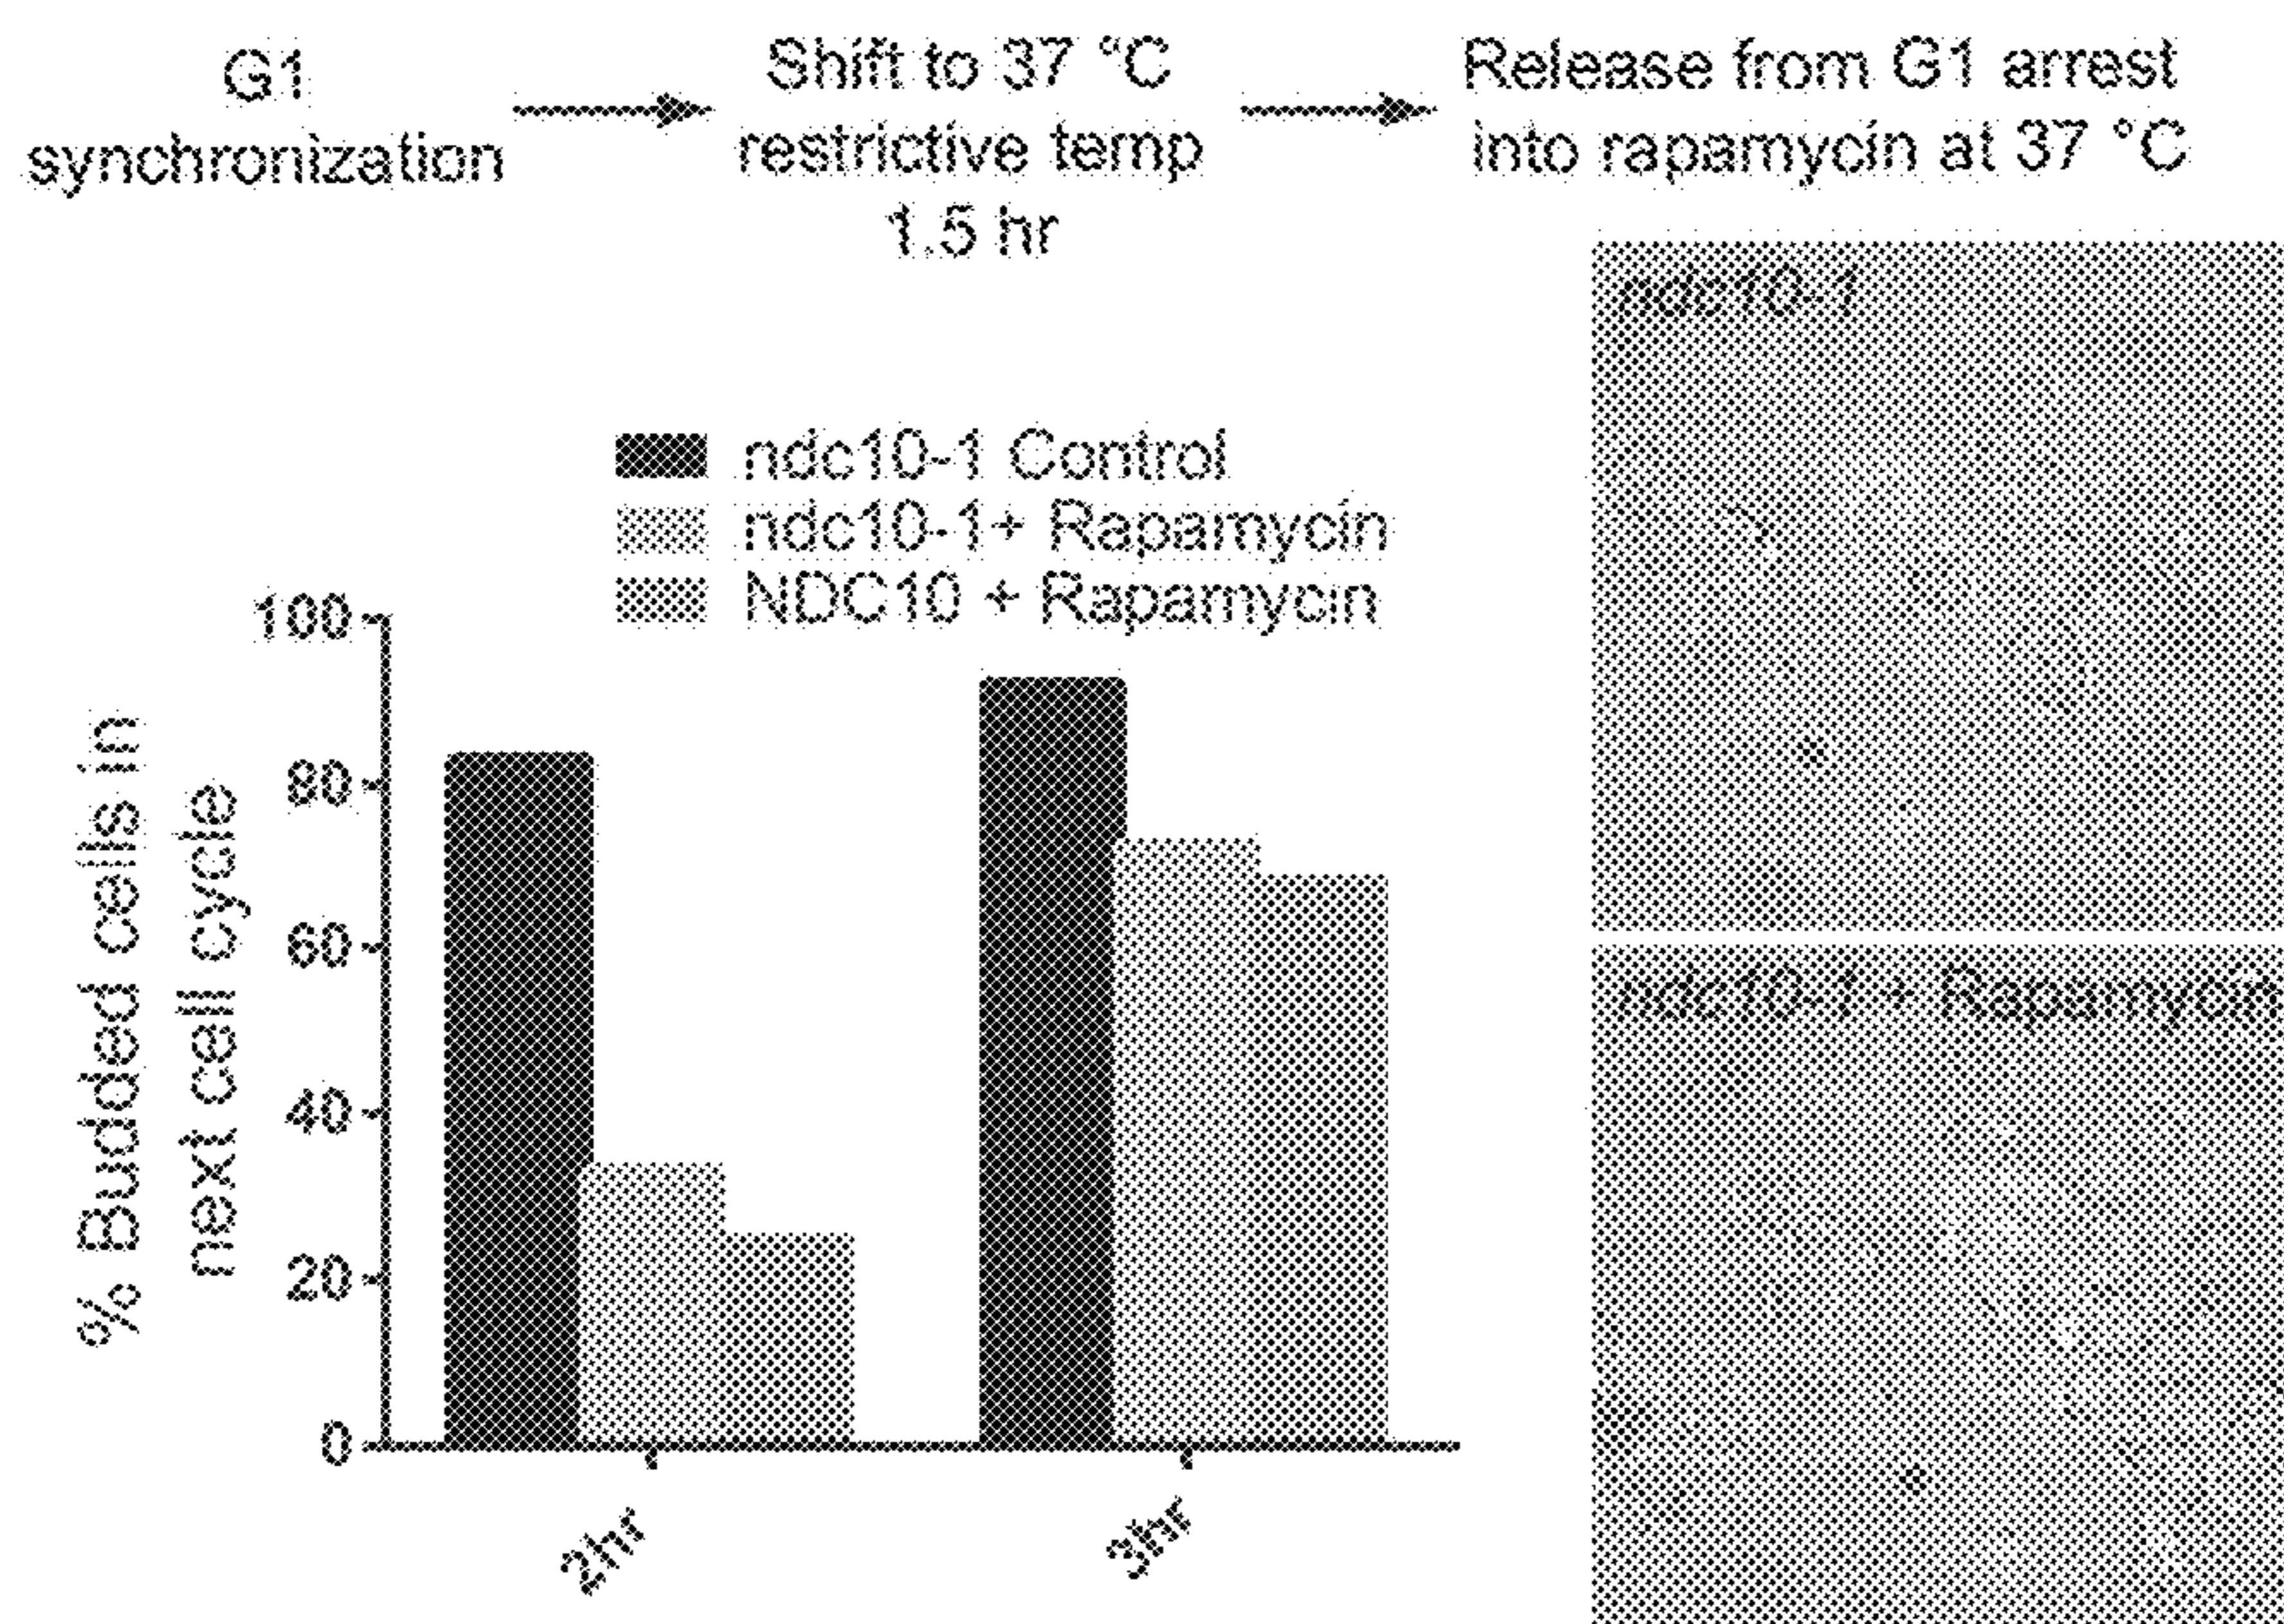 G1
synchronization
Shift to 37 °C
restrictive temp
1.5 hr
Release from G1 arrest
into rapamycin at 37 °C
ndc10-1
ndc10-1 Control
ndc10-1+ Rapamycin
NDC10 + Rapamycin
% Budded cells in
next cell cycle
100
80
60
40
20
0
2hr
3hr
ndc10-1 + Rapamycin